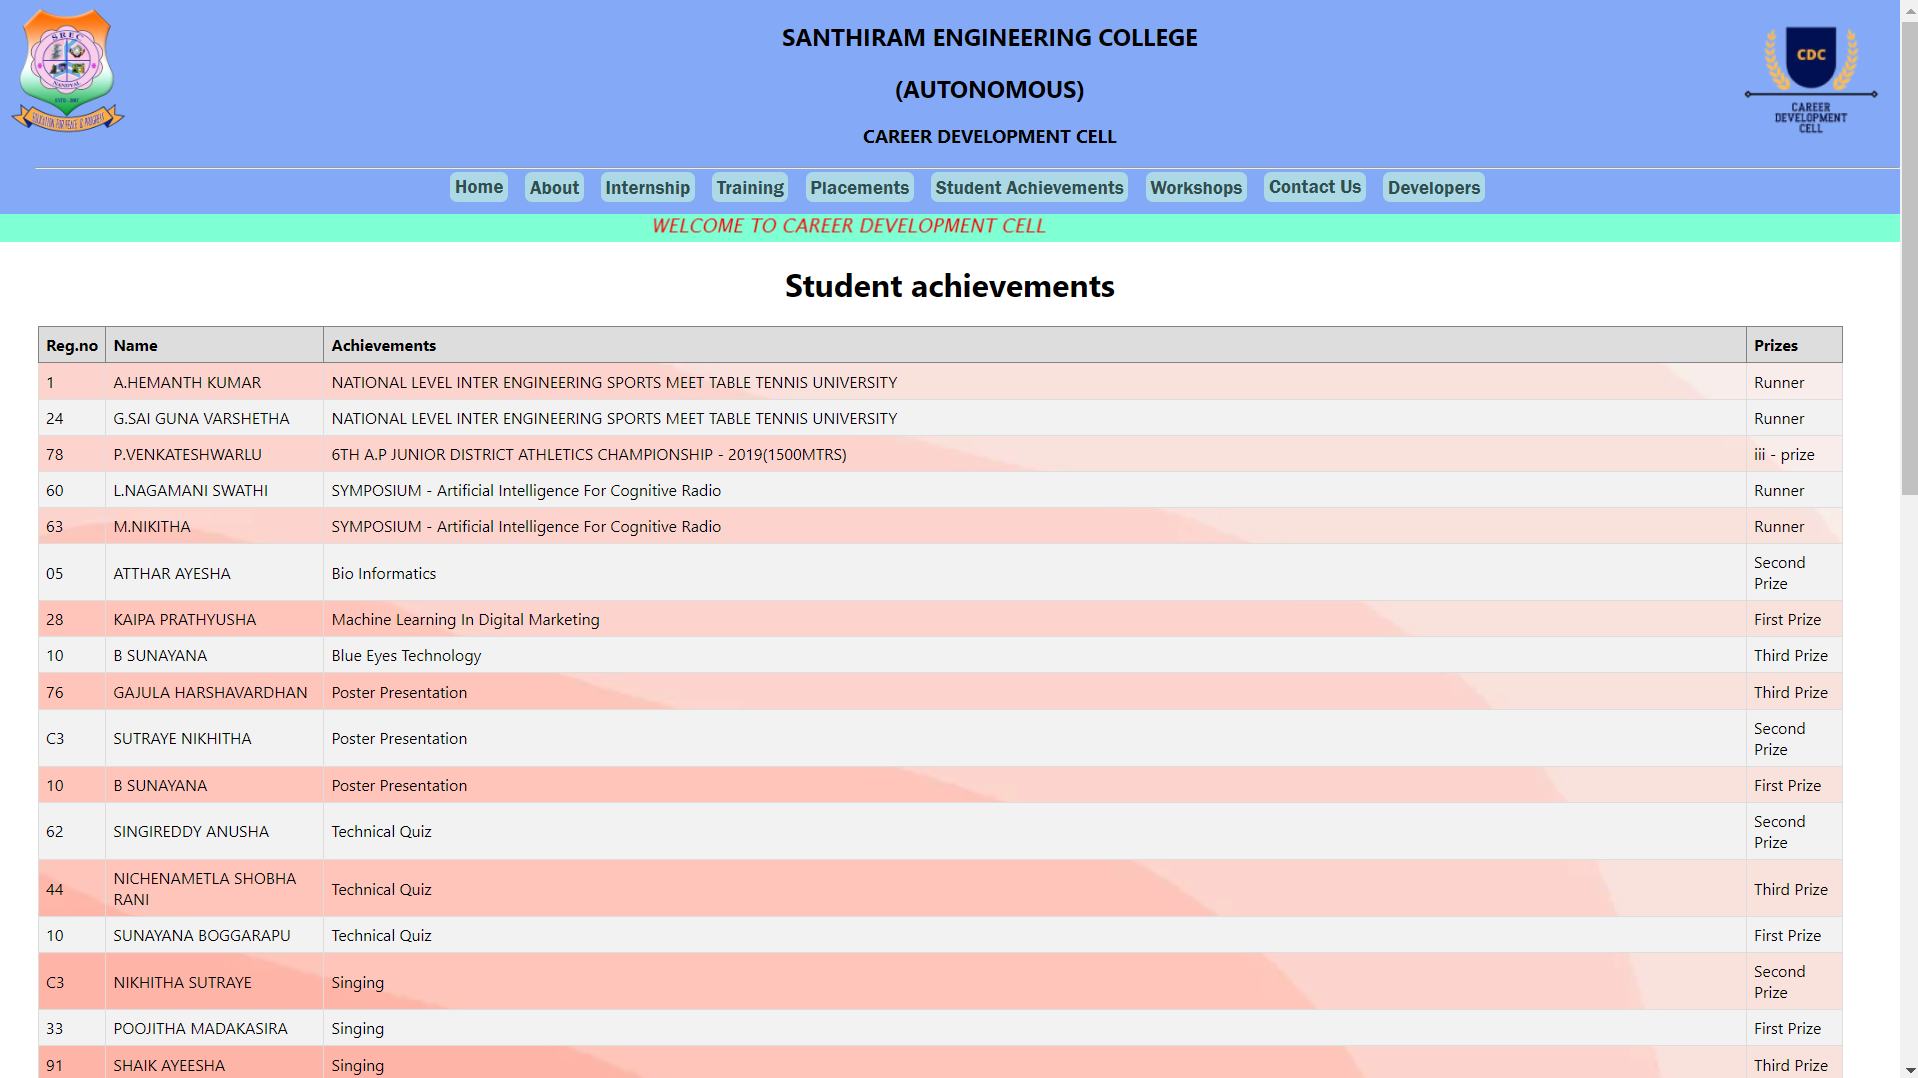 SREC
NANDYAL
ESTD - 2007
EDUCATION FOR PEACE & PROGRESS
SANTHIRAM ENGINEERING COLLEGE
(AUTONOMOUS)
CAREER DEVELOPMENT CELL
CDC
CAREER
DEVELOPMENT
CELL
Home About Internship Training Placements Student Achievements Workshops Contact Us Developers
WELCOME TO CAREER DEVELOPMENT CELL
Student achievements
Reg.no Name Achievements Prizes
1 A.HEMANTH KUMAR NATIONAL LEVEL INTER ENGINEERING SPORTS MEET TABLE TENNIS UNIVERSITY Runner
24 G.SAI GUNA VARSHETHA NATIONAL LEVEL INTER ENGINEERING SPORTS MEET TABLE TENNIS UNIVERSITY Runner
78 P.VENKATESHWARLU 6TH A.P JUNIOR DISTRICT ATHLETICS CHAMPIONSHIP - 2019(1500MTRS) iii - prize
60 L.NAGAMANI SWATHI SYMPOSIUM - Artificial Intelligence For Cognitive Radio Runner
63 M.NIKITHA SYMPOSIUM - Artificial Intelligence For Cognitive Radio Runner
05 ATTHAR AYESHA Bio Informatics Second
Prize
28 KAIPA PRATHYUSHA Machine Learning In Digital Marketing First Prize
10 B SUNAYANA Blue Eyes Technology Third Prize
76 GAJULA HARSHAVARDHAN Poster Presentation Third Prize
C3 SUTRAYE NIKHITHA Poster Presentation Second
Prize
10 B SUNAYANA Poster Presentation First Prize
62 SINGIREDDY ANUSHA Technical Quiz Second
Prize
44 NICHENAMETLA SHOBHA
RANI Technical Quiz Third Prize
10 SUNAYANA BOGGARAPU Technical Quiz First Prize
C3 NIKHITHA SUTRAYE Singing Second
Prize
33 POOJITHA MADAKASIRA Singing First Prize
91 SHAIK AYEESHA Singing Third Prize